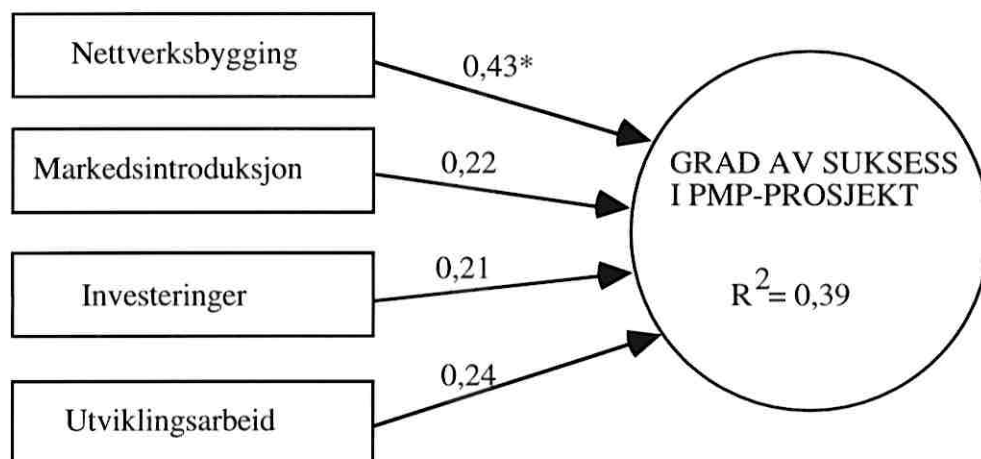 Nettverksbygging
0,43*
Markedsintroduksjon
0,22
Investeringer
0,21
Utviklingsarbeid
0,24
GRAD AV SUKSESS
I PMP-PROSJEKT
R2= 0,39